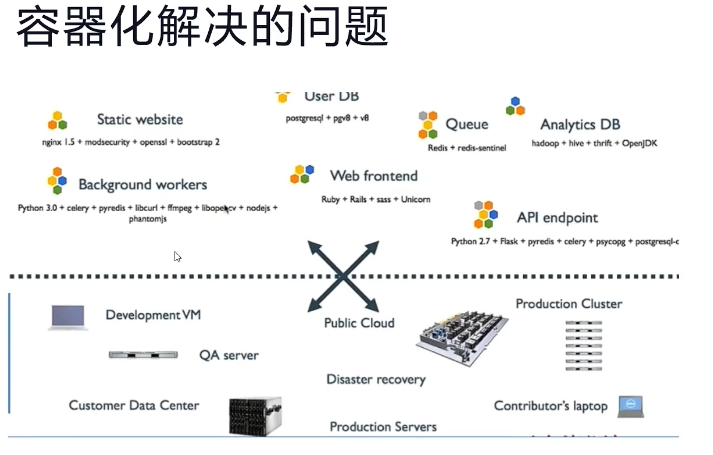 容器化解决的问题
User DB
postgresql + pgv8 + v8
Static website
nginx 1.5 + modsecurity + openssl + bootstrap 2
Queue
Redis + redis-sentinel
Analytics DB
hadoop + hive + thrift + OpenJDK
Background workers
Python 3.0 + celery + pyredis + libcurl + ffmpeg + libopencv + nodejs +
phantomjs
Web frontend
Ruby + Rails + sass + Unicorn
API endpoint
Python 2.7 + Flask + pyredis + celery + psycopg + postgresql-c
Development VM
Public Cloud
Production Cluster
QA server
Disaster recovery
Customer Data Center
Contributor's laptop
Production Servers